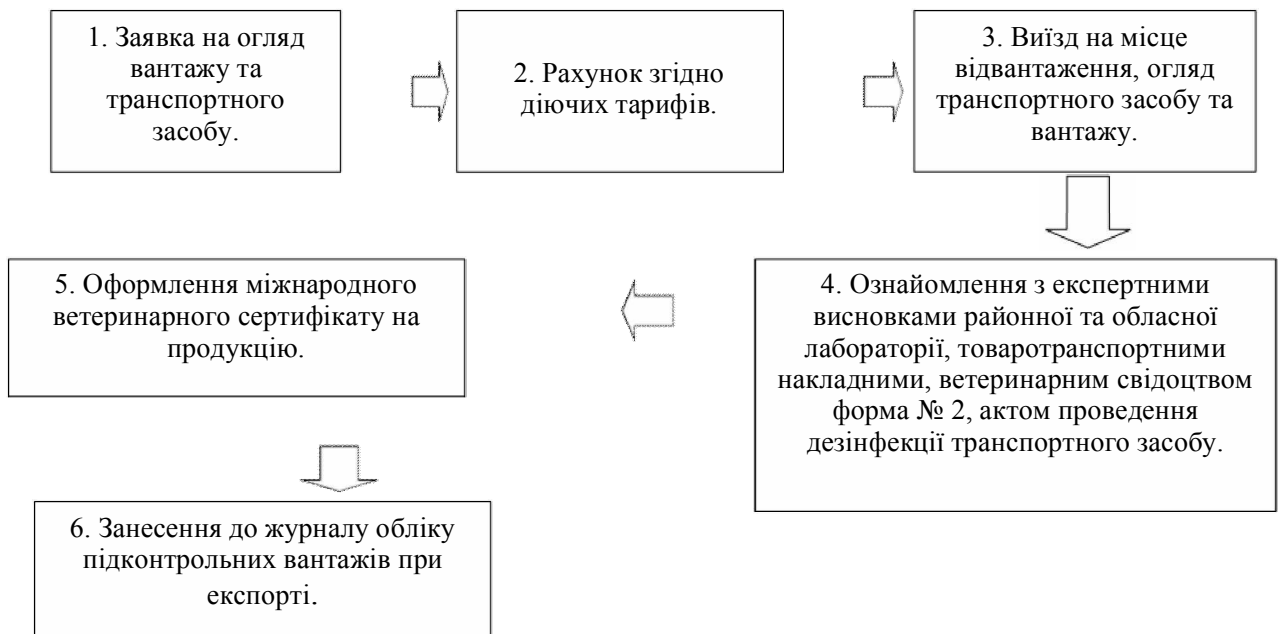 1. Заявка на огляд
вантажу та
транспортного
засобу.
2. Рахунок згідно
діючих тарифів.
3. Виїзд на місце
відвантаження, огляд
транспортного засобу та
вантажу.
4. Ознайомлення з експертними
висновками районної та обласної
лабораторії, товаротранспортними
накладними, ветеринарним свідоцтвом
форма № 2, актом проведення
дезінфекції транспортного засобу.
5. Оформлення міжнародного
ветеринарного сертифікату на
продукцію.
6. Занесення до журналу обліку
підконтрольних вантажів при
експорті.